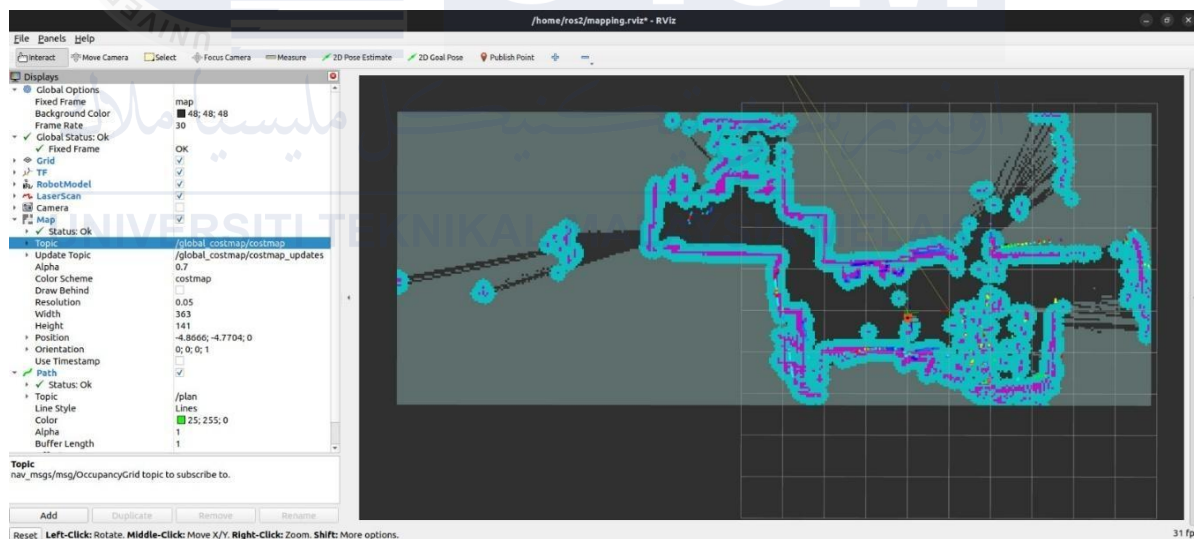 /home/ros2/mapping.rviz* - RViz
File Panels Help
Interact Move Camera Select Focus Camera Measure 2D Pose Estimate 2D Goal Pose Publish Point
Displays
Global Options
Fixed Frame map
Background Color 48; 48; 48
Frame Rate 30
Global Status: Ok
Fixed Frame OK
Grid
TF
RobotModel
LaserScan
Camera
Map
Status: Ok
Topic /global_costmap/costmap
Update Topic /global_costmap/costmap_updates
Alpha 0.7
Color Scheme costmap
Draw Behind
Resolution 0.05
Width 363
Height 141
Position -4.8666; -4.7704; 0
Orientation 0; 0; 0; 1
Use Timestamp
Path
Status: Ok
Topic /plan
Line Style Lines
Color 25; 255; 0
Alpha 1
Buffer Length 1
Topic
nav_msgs/msg/OccupancyGrid topic to subscribe to.
Add Duplicate Remove Rename
Reset Left-Click: Rotate. Middle-Click: Move X/Y. Right-Click: Zoom. Shift: More options.
31 fp
UNIVERSITI TEKNIKAL